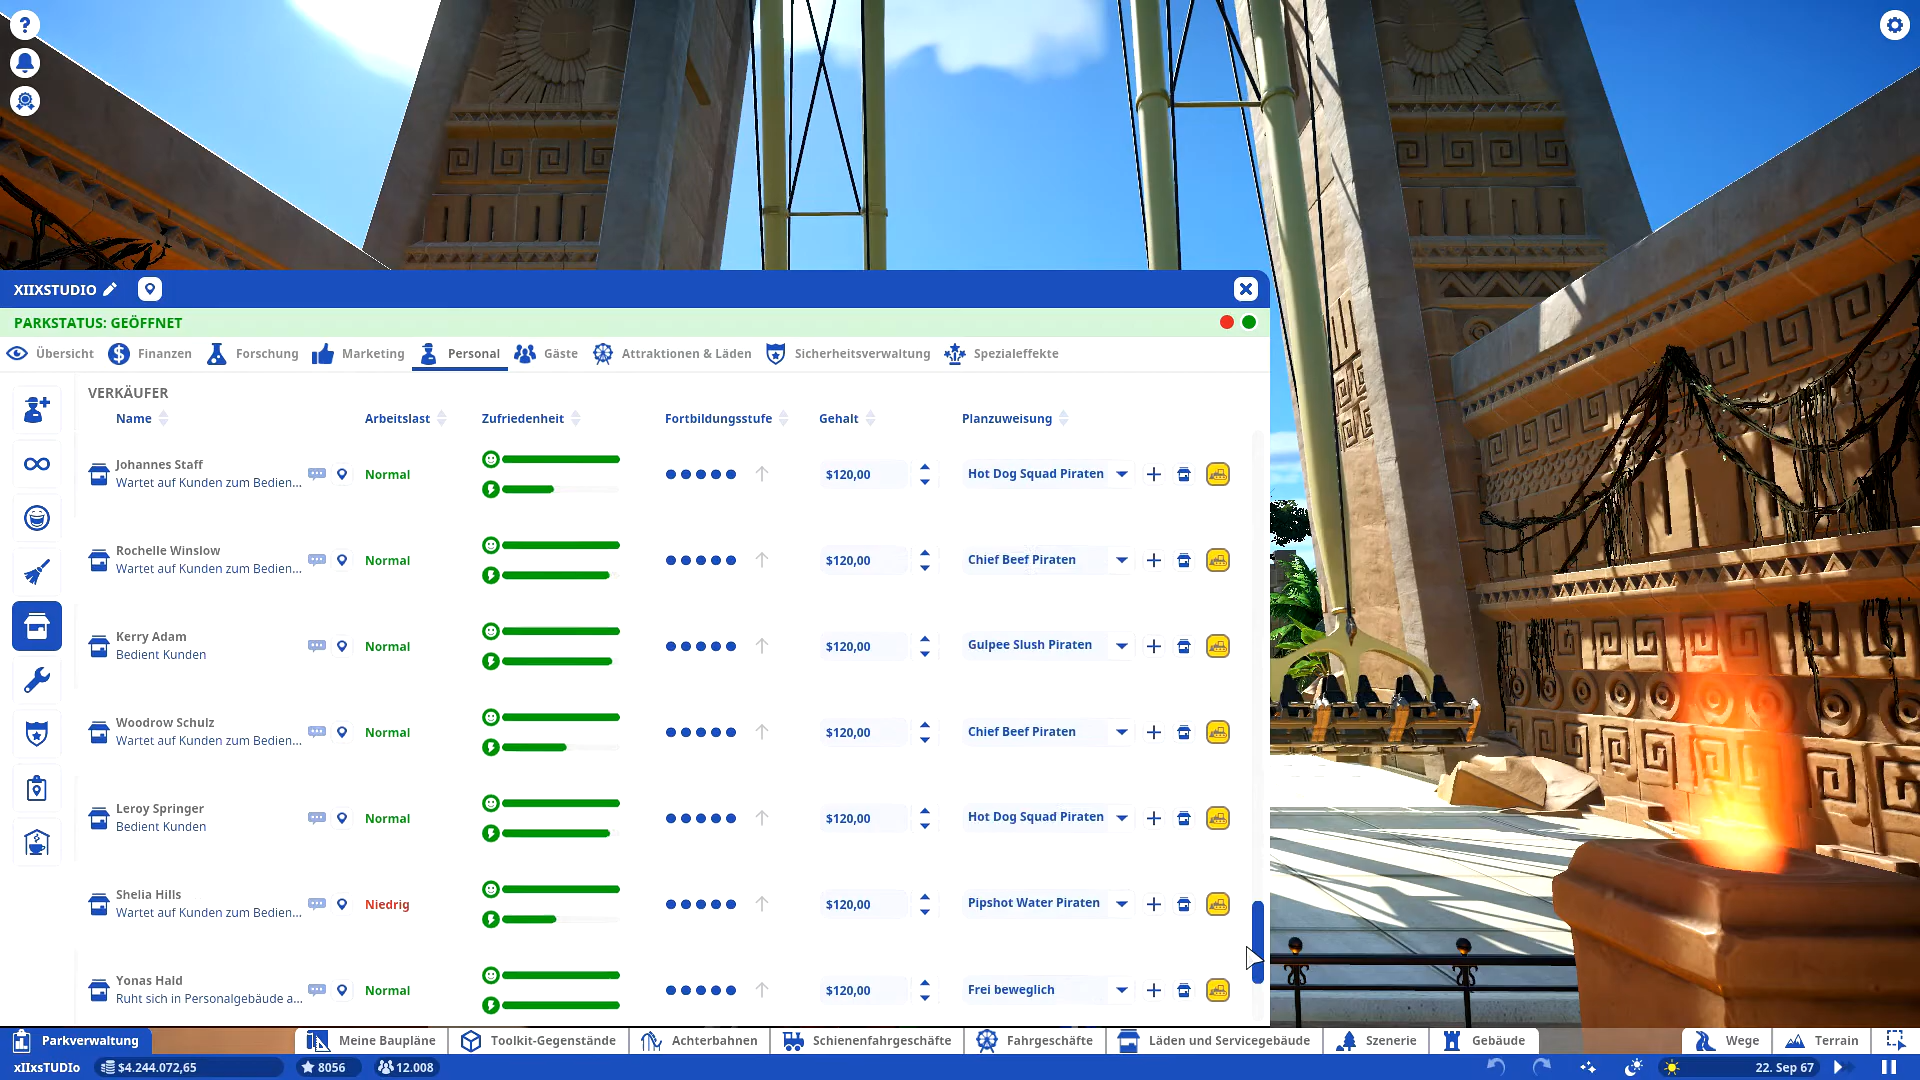 XIIXSTUDIO
PARKSTATUS: GEÖFFNET
Übersicht
Finanzen
Forschung
Marketing
Personal
Gäste
Attraktionen & Läden
Sicherheitsverwaltung
Spezialeffekte
VERKÄUFER
Name
Arbeitslast
Zufriedenheit
Fortbildungsstufe
Gehalt
Planzuweisung
Johannes Staff
Wartet auf Kunden zum Bedien...
Normal
$120,00
Hot Dog Squad Piraten
Rochelle Winslow
Wartet auf Kunden zum Bedien...
Normal
$120,00
Chief Beef Piraten
Kerry Adam
Bedient Kunden
Normal
$120,00
Gulpee Slush Piraten
Woodrow Schulz
Wartet auf Kunden zum Bedien...
Normal
$120,00
Chief Beef Piraten
Leroy Springer
Bedient Kunden
Normal
$120,00
Hot Dog Squad Piraten
Shelia Hills
Wartet auf Kunden zum Bedien...
Niedrig
$120,00
Pipshot Water Piraten
Yonas Hald
Ruht sich in Personalgebäude a...
Normal
$120,00
Frei beweglich
Parkverwaltung
Meine Baupläne
Toolkit-Gegenstände
Achterbahnen
Schienenfahrgeschäfte
Fahrgeschäfte
Läden und Servicegebäude
Szenerie
Gebäude
Wege
Terrain
xIIxsTUDIo
$4.244.072,65
8056
12.008
22. Sep 67